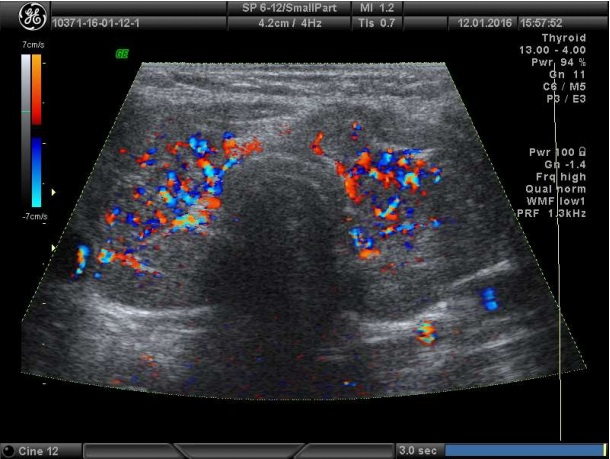 SP 6-12/SmallPart MI 1.2
10371-16-01-12-1 4.2cm / 4Hz TIs 0.7 12.01.2016 15:57:52
7cm/s
-7cm/s
GE
Thyroid
13.00 - 4.00
Pwr 94 %
Gn 11
C6 / M5
P3 / E3
Pwr 100
Gn -1.4
Frq high
Qual norm
WMF low1
PRF 1.3kHz
Cine 12 3.0 sec